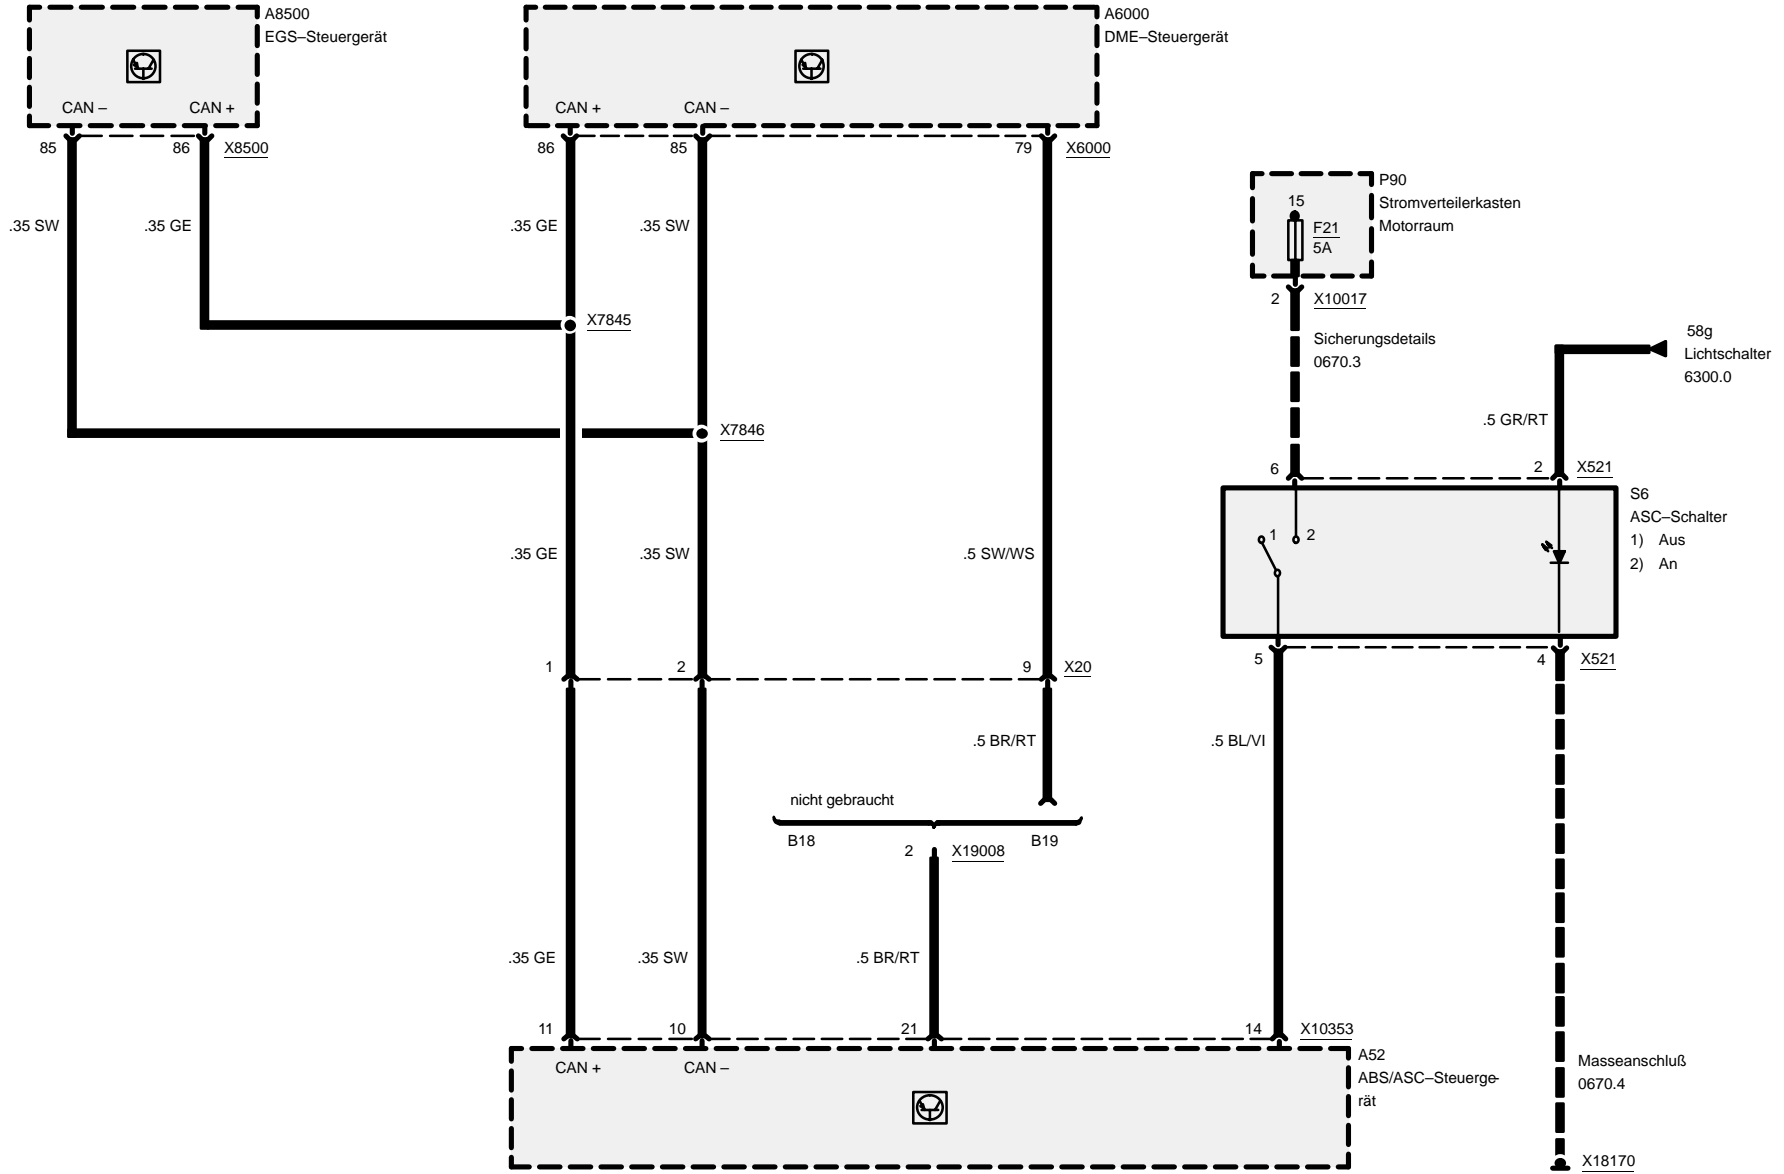 A8500
EGS–Steuergerät
CAN –
CAN +
85
86
X8500
A6000
DME–Steuergerät
CAN +
CAN –
86
85
79
X6000
.35 SW
.35 GE
.35 GE
.35 SW
P90
Stromverteilerkasten
Motorraum
15
F21
5A
2
X10017
Sicherungsdetails
0670.3
X7845
X7846
58g
Lichtschalter
6300.0
.5 GR/RT
6
2
X521
S6
ASC–Schalter
1) Aus
2) An
1
2
.35 GE
.35 SW
.5 SW/WS
1
2
9
X20
5
4
X521
.5 BR/RT
.5 BL/VI
nicht gebraucht
B18
B19
2
X19008
.35 GE
.35 SW
.5 BR/RT
11
10
21
14
X10353
CAN +
CAN –
A52
ABS/ASC–Steuerge-
rät
Masseanschluß
0670.4
X18170